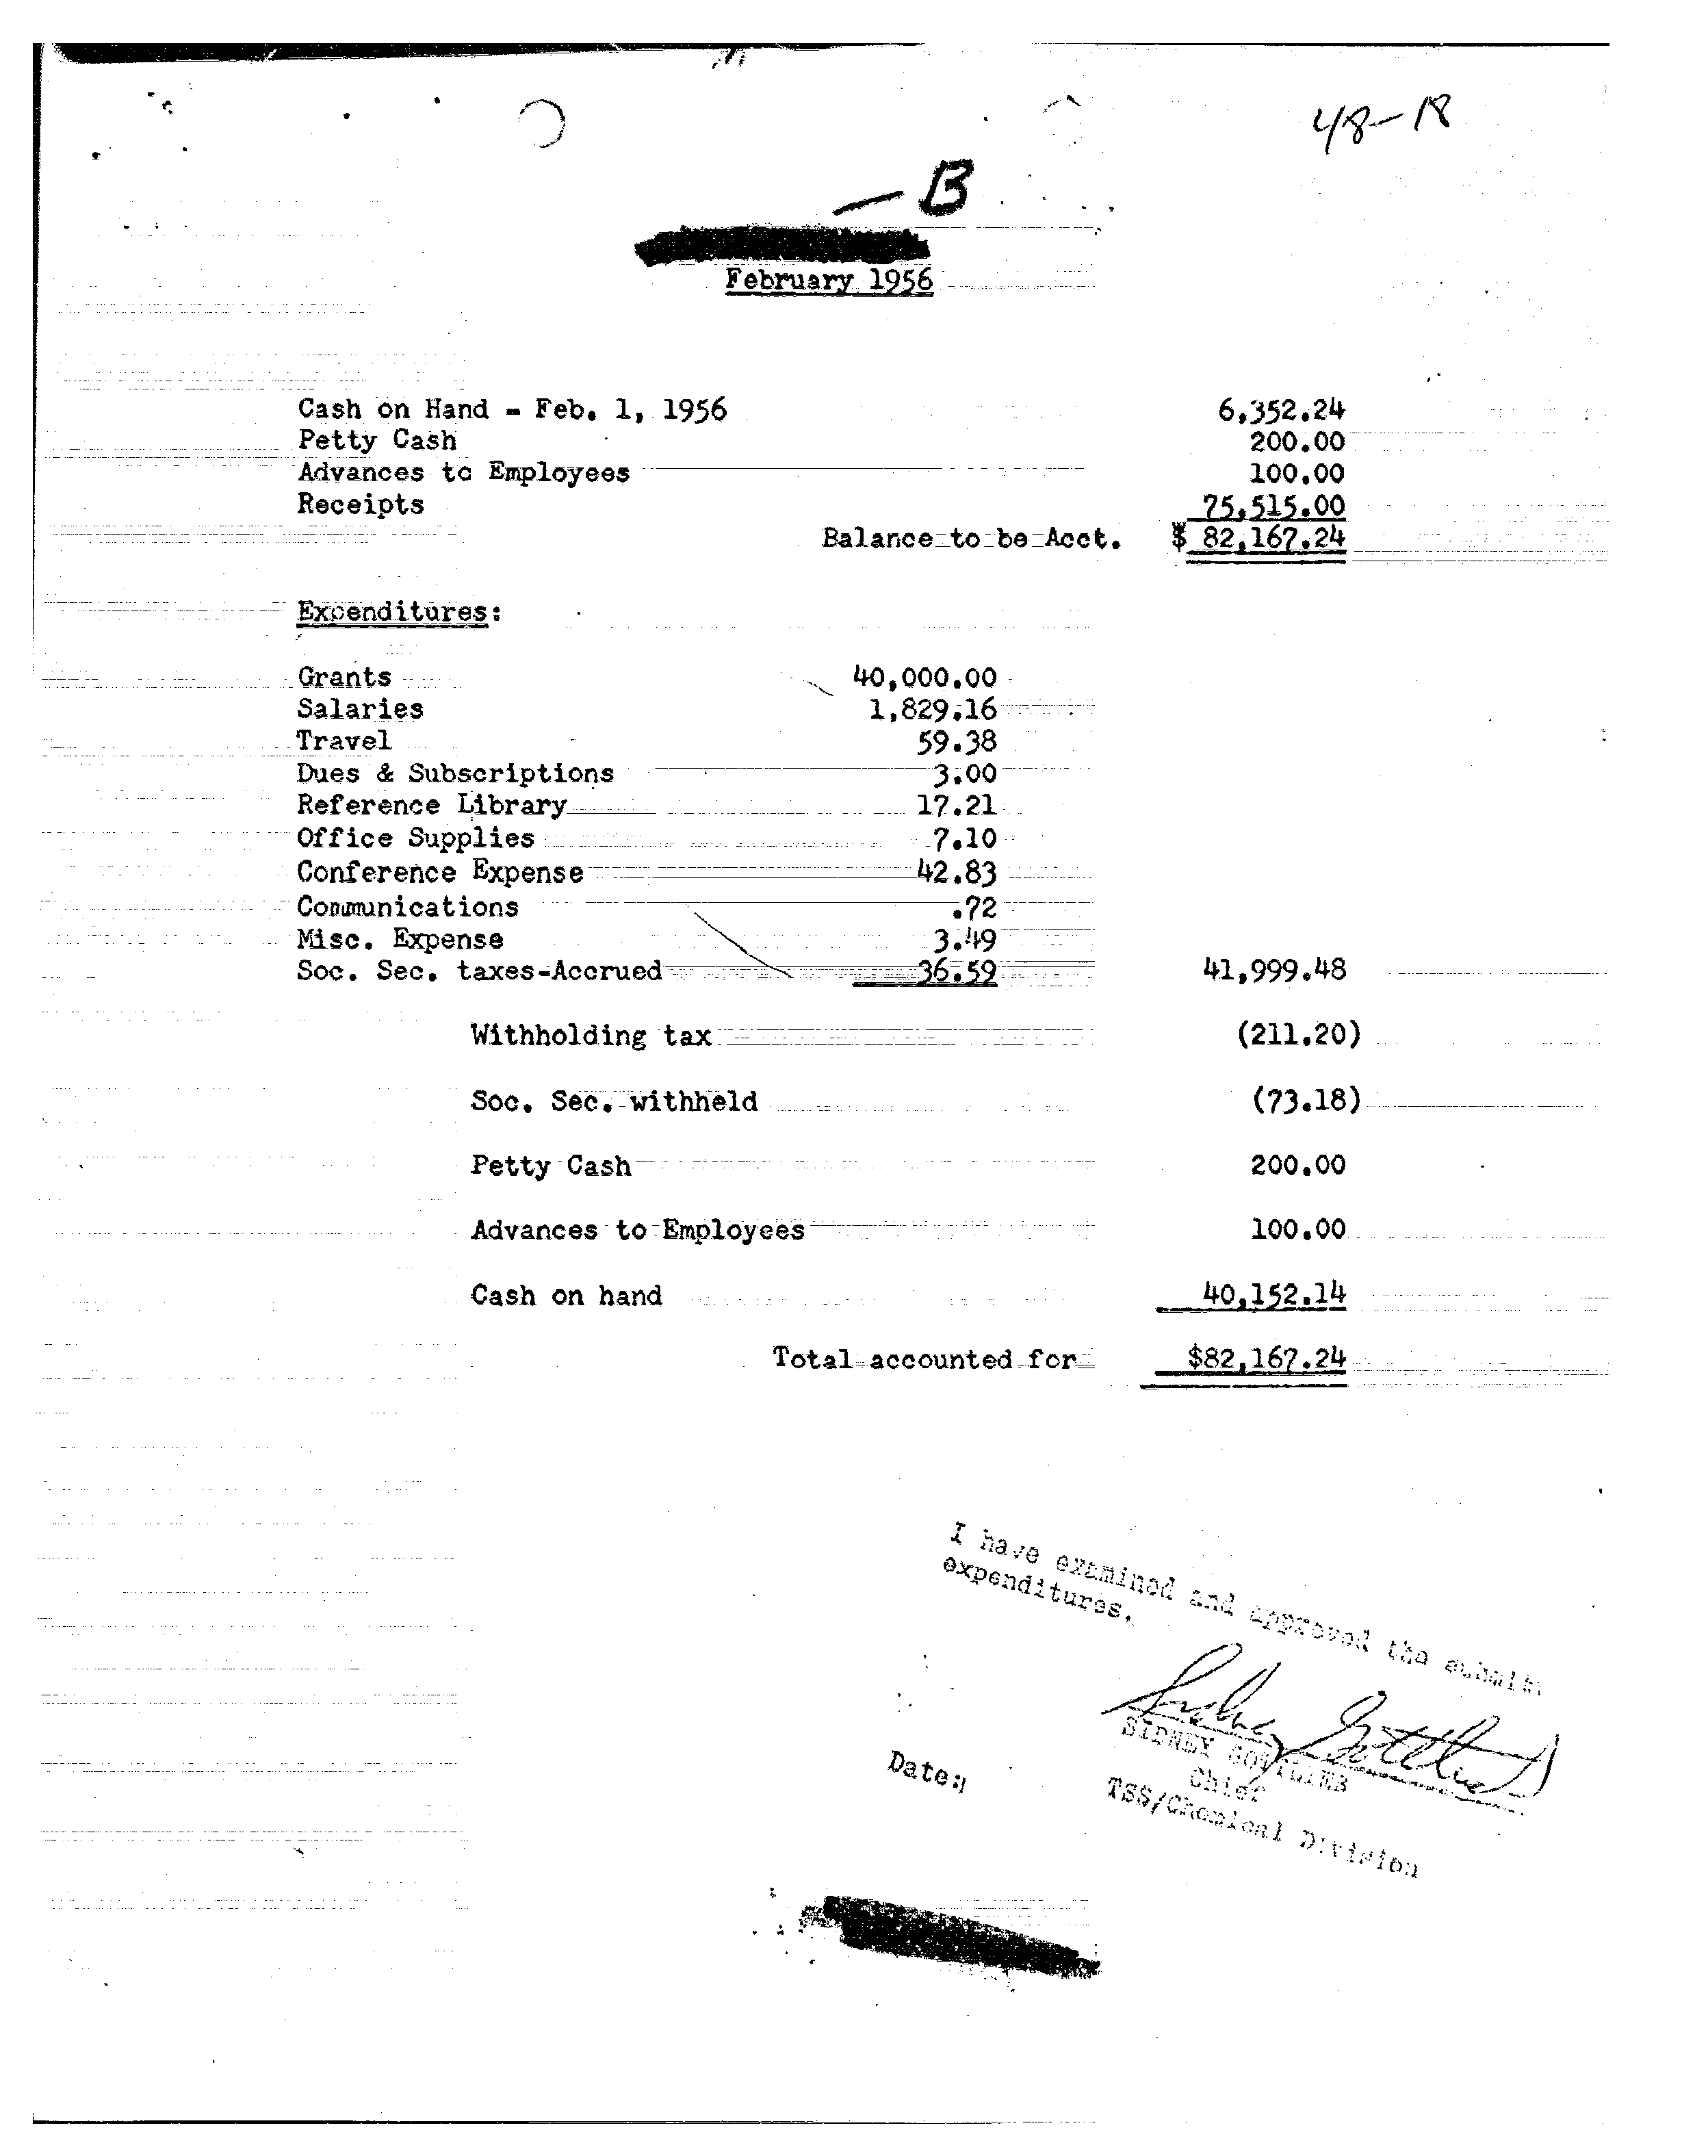 48-18
— B
February 1956
Cash on Hand - Feb. 1, 1956 6,352.24
Petty Cash 200.00
Advances to Employees 100.00
Receipts 75,515.00
Balance to be Acct. $ 82,167.24
Expenditures:
Grants 40,000.00
Salaries 1,829.16
Travel 59.38
Dues & Subscriptions 3.00
Reference Library 17.21
Office Supplies 7.10
Conference Expense 42.83
Communications .72
Misc. Expense 3.49
Soc. Sec. taxes-Accrued 36.59 41,999.48
Withholding tax (211.20)
Soc. Sec. withheld (73.18)
Petty Cash 200.00
Advances to Employees 100.00
Cash on hand 40,152.14
Total accounted for $82,167.24
I have examined and approved the
expenditures.
Sidney Gottlieb
SIDNEY GOTTLIEB
Chief
TSS/Chemical Division
Date: